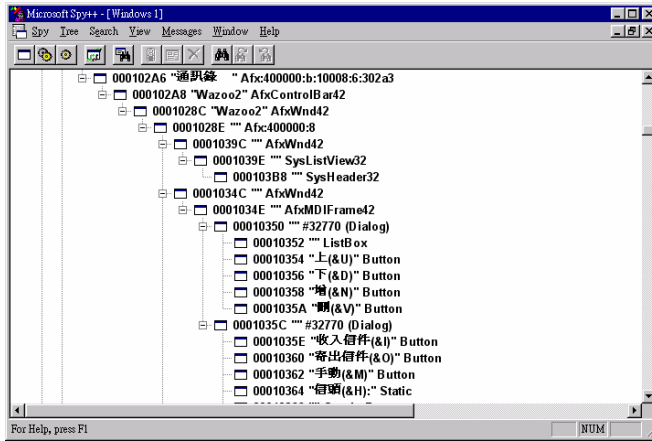 Microsoft Spy++ - [Windows 1]
Spy Tree Search View Messages Window Help
000102A6 "通訊錄 " Afx:400000:b:10008:6:302a3
000102A8 "Wazoo2" AfxControlBar42
0001028C "Wazoo2" AfxWnd42
0001028E "" Afx:400000:8
0001039C "" AfxWnd42
0001039E "" SysListView32
000103B8 "" SysHeader32
0001034C "" AfxWnd42
0001034E "" AfxMDIFrame42
00010350 "" #32770 (Dialog)
00010352 "" ListBox
00010354 "上(&U)" Button
00010356 "下(&D)" Button
00010358 "增(&N)" Button
0001035A "刪(&V)" Button
0001035C "" #32770 (Dialog)
0001035E "收入信件(&I)" Button
00010360 "寄出信件(&O)" Button
00010362 "手動(&M)" Button
00010364 "信頭(&H):" Static
For Help, press F1
NUM